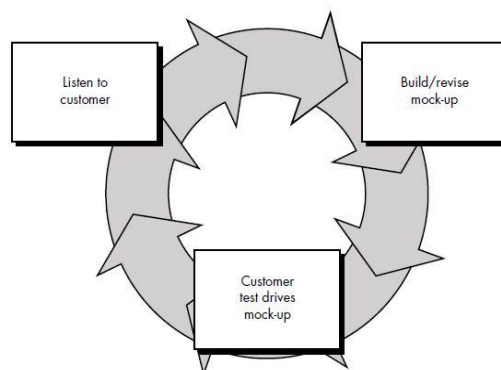 Listen to
customer
Build/revise
mock-up
Customer
test drives
mock-up